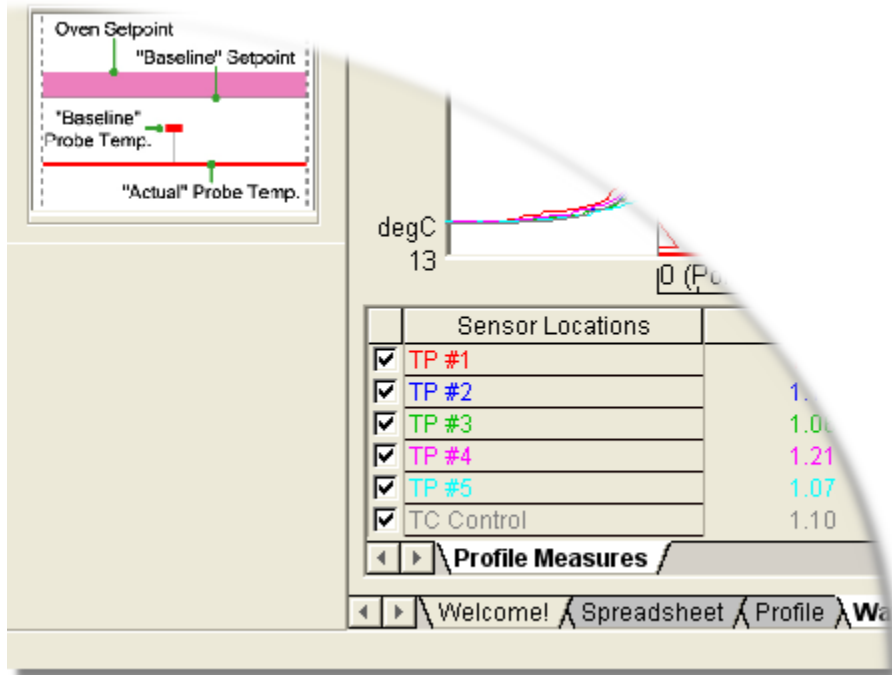 Oven Setpoint
"Baseline" Setpoint
"Baseline"
Probe Temp.
"Actual" Probe Temp.
degC
13
0
Sensor Locations
TP #1
TP #2
TP #3
TP #4 1.21
TP #5 1.07
TC Control 1.10
Profile Measures
Welcome! Spreadsheet Profile